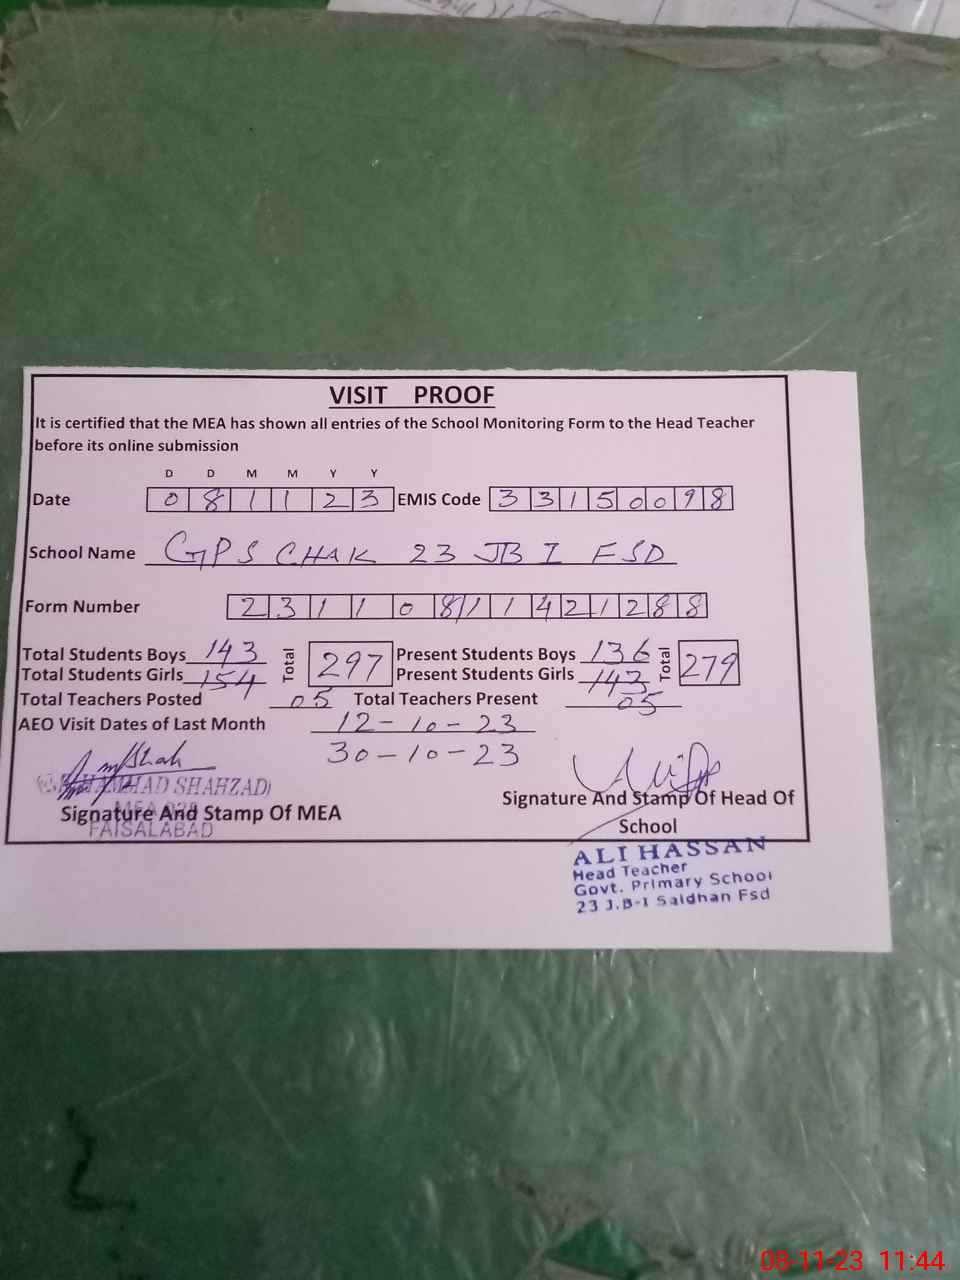 VISIT PROOF
It is certified that the MEA has shown all entries of the School Monitoring Form to the Head Teacher
before its online submission
D D M M Y Y
Date 0 8 1 1 2 3 EMIS Code 3 3 1 5 0 0 9 8
School Name GPS CHAK 23 JB I FSD
Form Number 2 3 1 1 0 8 1 1 4 2 1 2 8 8
Total Students Boys 143 Total 297 Present Students Boys 136 Total 279
Total Students Girls 154 Present Students Girls 143
Total Teachers Posted 05 Total Teachers Present 05
AEO Visit Dates of Last Month 12-10-23
30-10-23
SHAHZAD
Signature And Stamp Of MEA
FAISALABAD
Signature And Stamp Of Head Of
School
ALI HASSAN
Head Teacher
Govt. Primary School
23 J.B-I Saidhan Fsd
08-11-23 11:44